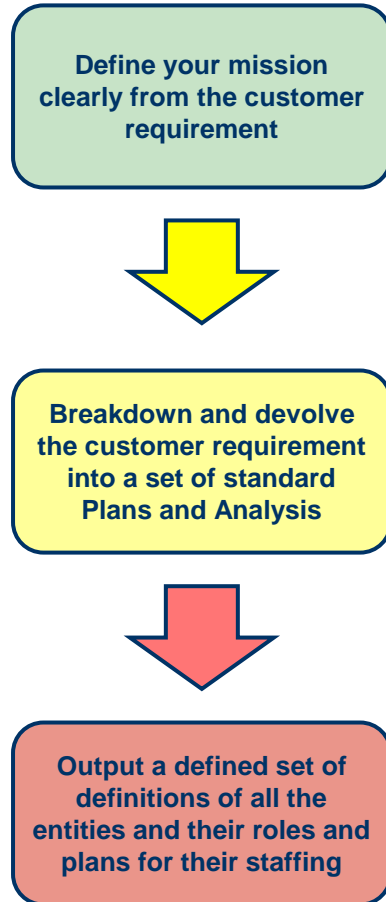 Define your mission
clearly from the customer
requirement
Breakdown and devolve
the customer requirement
into a set of standard
Plans and Analysis
Output a defined set of
definitions of all the
entities and their roles and
plans for their staffing